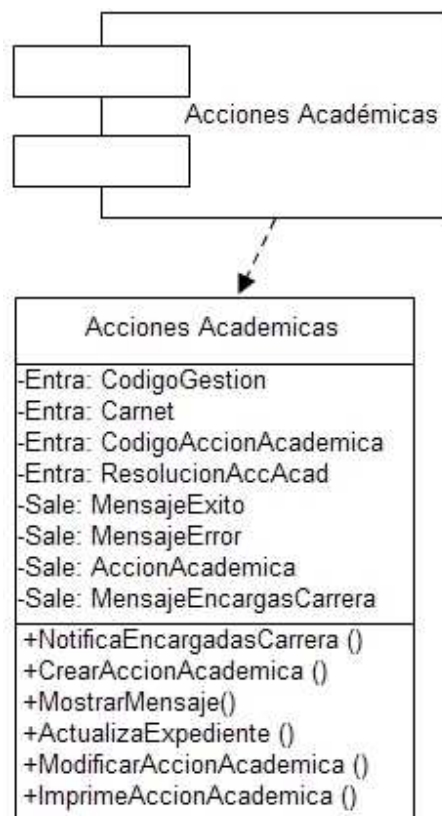 Acciones Académicas
Acciones Academicas
-Entra: CodigoGestion
-Entra: Carnet
-Entra: CodigoAccionAcademica
-Entra: ResolucionAccAcad
-Sale: MensajeExito
-Sale: MensajeError
-Sale: AccionAcademica
-Sale: MensajeEncargasCarrera
+NotificaEncargadasCarrera ()
+CrearAccionAcademica ()
+MostrarMensaje()
+ActualizaExpediente ()
+ModificarAccionAcademica ()
+ImprimeAccionAcademica ()